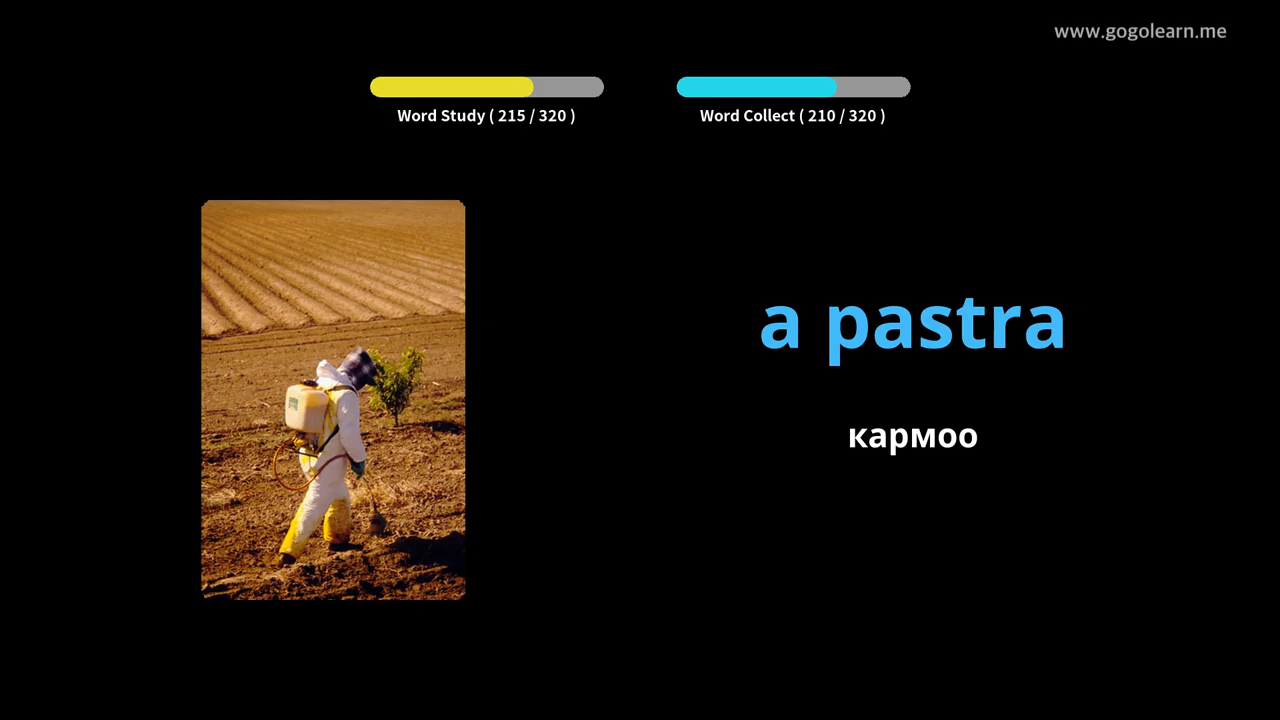 www.gogolearn.me
Word Study ( 215 / 320 )
Word Collect ( 210 / 320 )
a pastra
кармоо